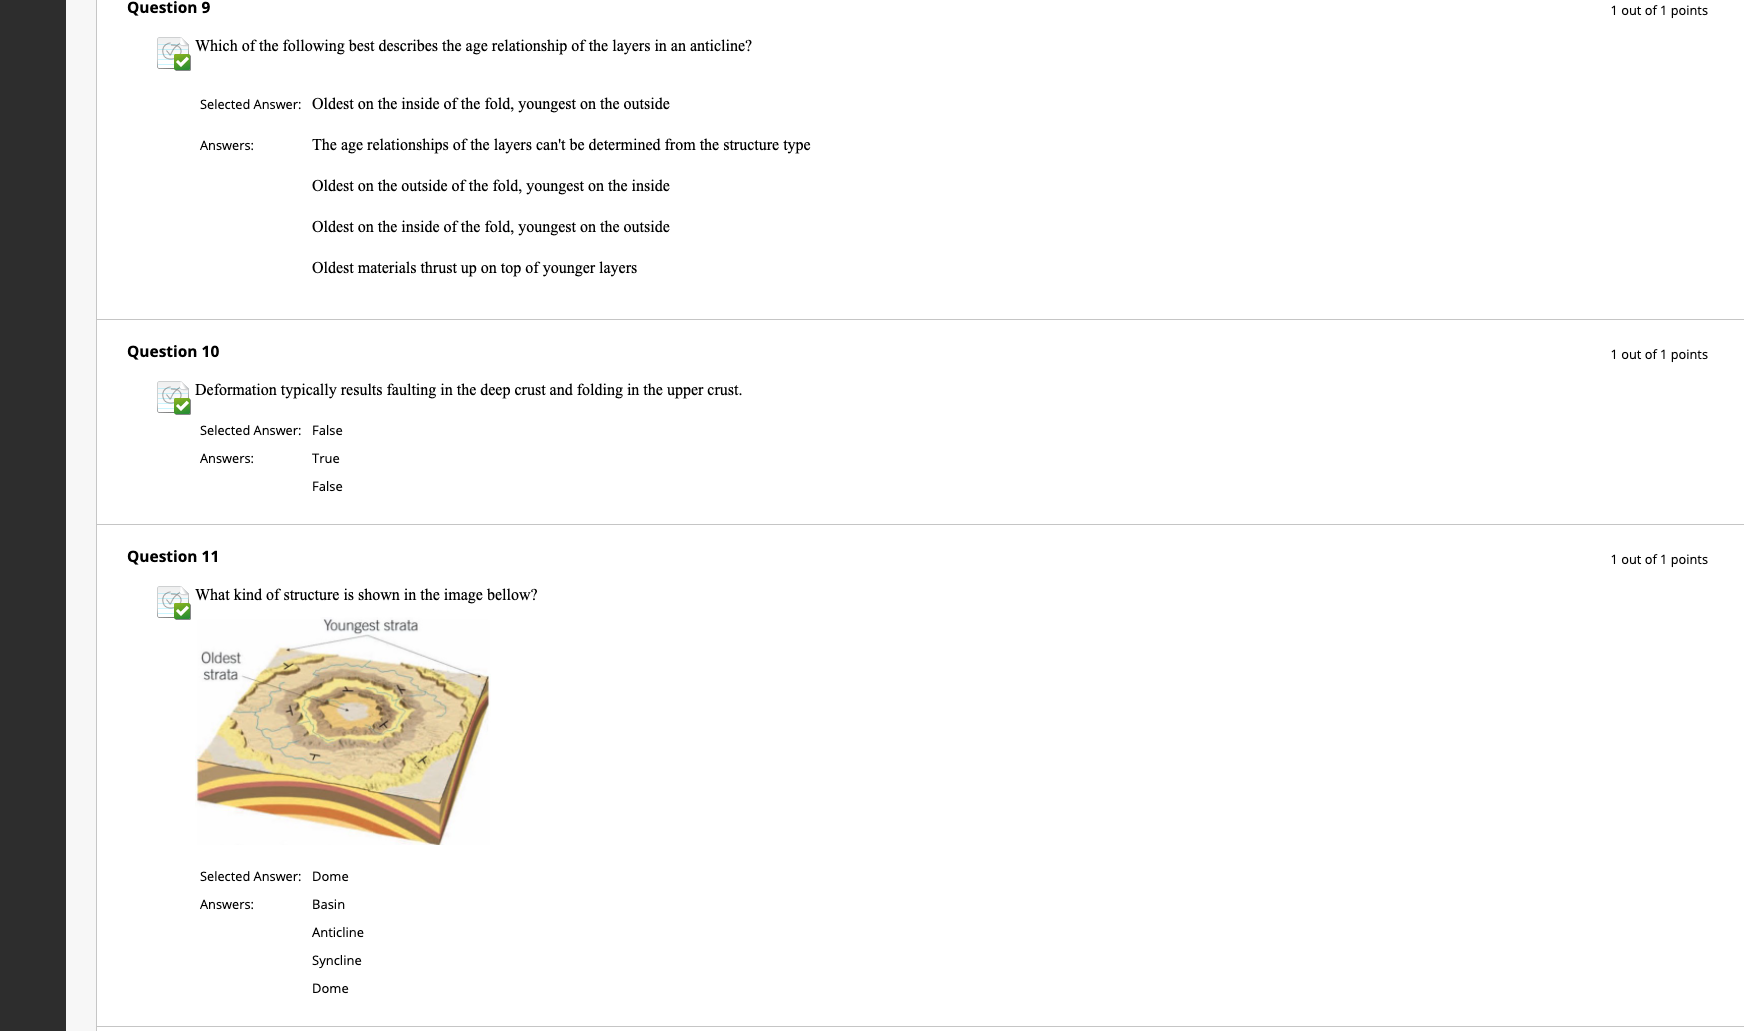 Question 9
1 out of 1 points
Which of the following best describes the age relationship of the layers in an anticline?
Selected Answer: Oldest on the inside of the fold, youngest on the outside
Answers: The age relationships of the layers can't be determined from the structure type
Oldest on the outside of the fold, youngest on the inside
Oldest on the inside of the fold, youngest on the outside
Oldest materials thrust up on top of younger layers
Question 10
1 out of 1 points
Deformation typically results faulting in the deep crust and folding in the upper crust.
Selected Answer: False
Answers: True
False
Question 11
1 out of 1 points
What kind of structure is shown in the image bellow?
Youngest strata
Oldest
strata
Selected Answer: Dome
Answers: Basin
Anticline
Syncline
Dome